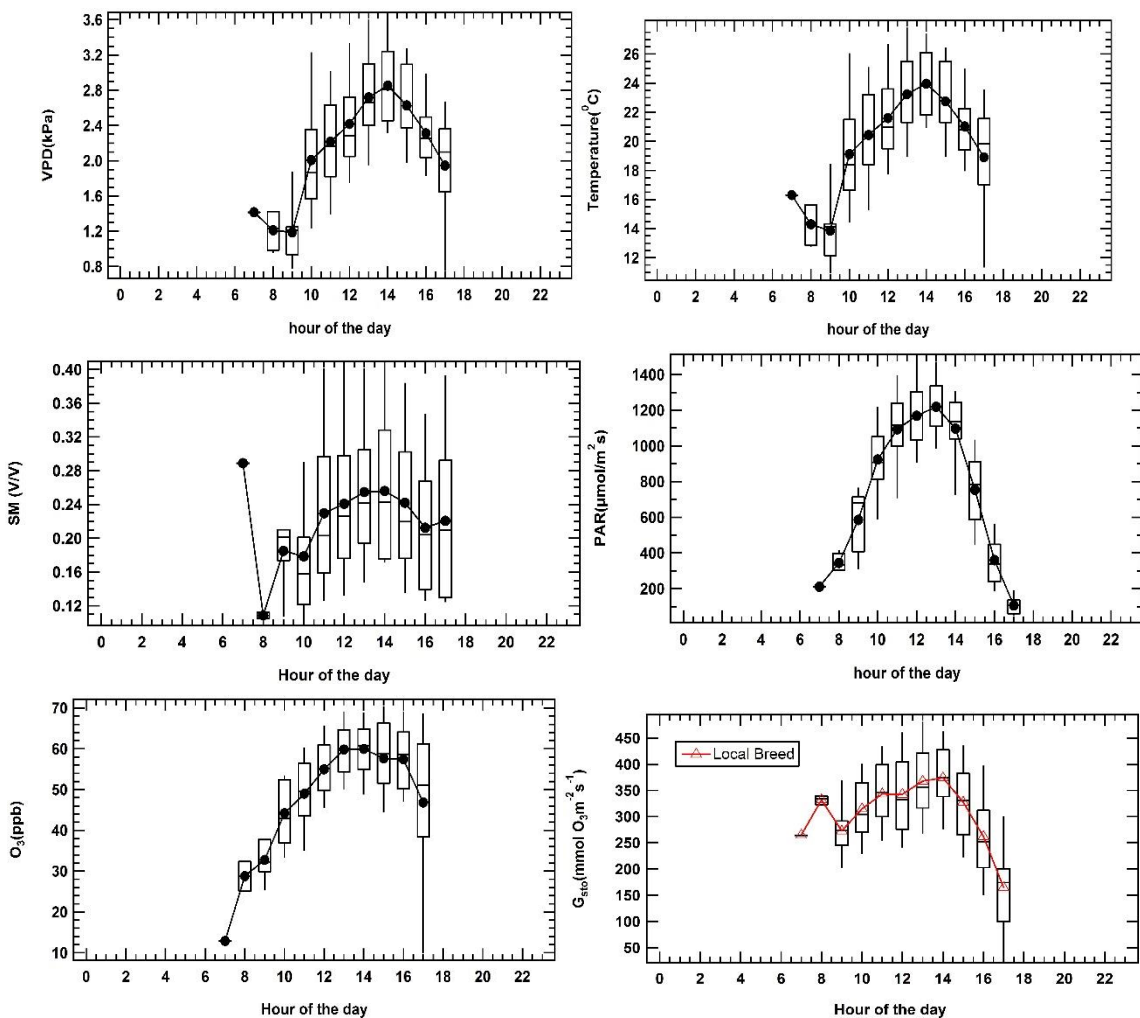 VPD(kPa)
3.6
3.2
2.8
2.4
2.0
1.6
1.2
0.8
0 2 4 6 8 10 12 14 16 18 20 22
hour of the day
Temperature(⁰C)
26
24
22
20
18
16
14
12
0 2 4 6 8 10 12 14 16 18 20 22
hour of the day
SM (V/V)
0.40
0.36
0.32
0.28
0.24
0.20
0.16
0.12
0 2 4 6 8 10 12 14 16 18 20 22
Hour of the day
PAR(µmol/m²s)
1400
1200
1000
800
600
400
200
0 2 4 6 8 10 12 14 16 18 20 22
hour of the day
O₃(ppb)
70
60
50
40
30
20
10
0 2 4 6 8 10 12 14 16 18 20 22
Hour of the day
Gsto(mmol O₃m⁻²s⁻¹)
450
400
350
300
250
200
150
100
50
Local Breed
0 2 4 6 8 10 12 14 16 18 20 22
Hour of the day